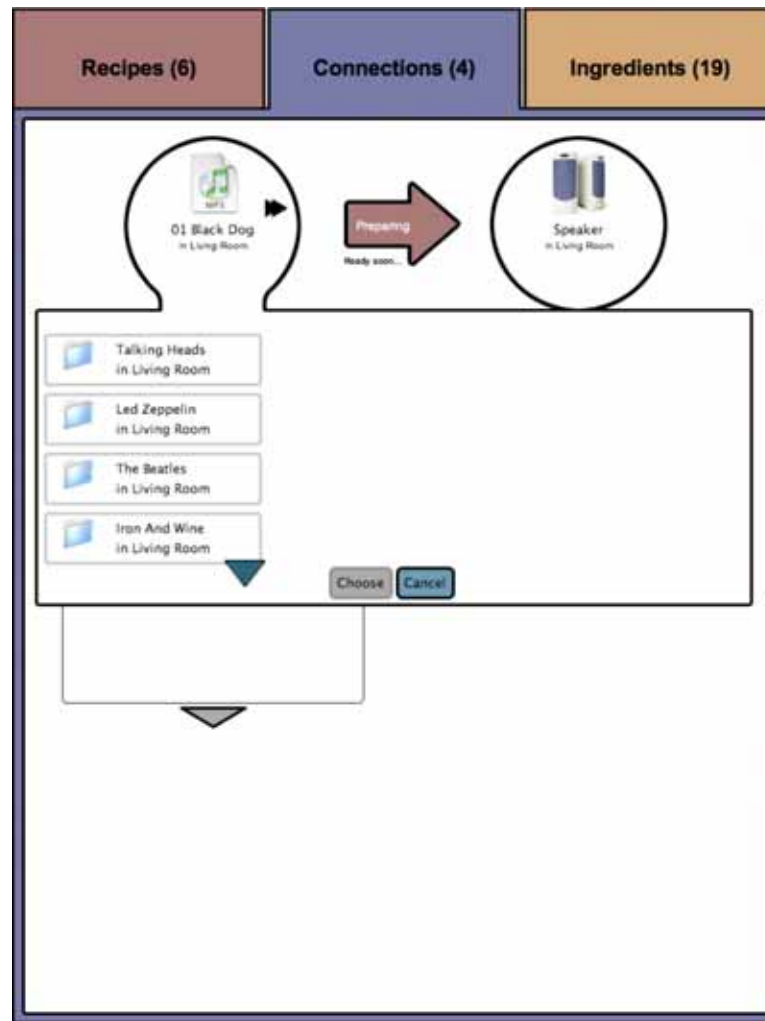 Recipes (6)
Connections (4)
Ingredients (19)
MP3
01 Black Dog
in Living Room
Preparing
Ready soon...
Speaker
in Living Room
Talking Heads
in Living Room
Led Zeppelin
in Living Room
The Beatles
in Living Room
Iron And Wine
in Living Room
Choose
Cancel